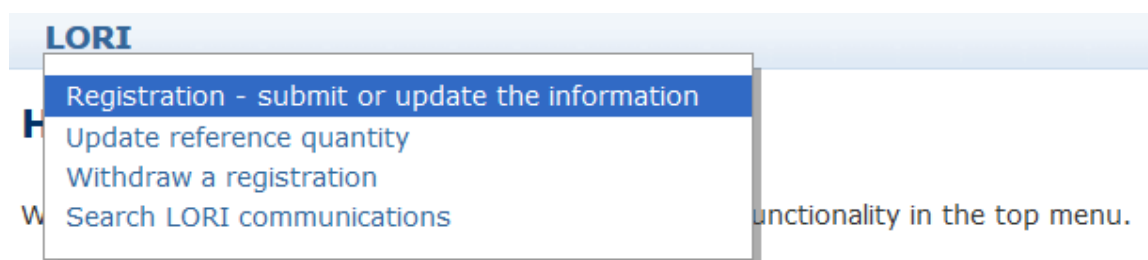 LORI
Registration - submit or update the information
H
Update reference quantity
Withdraw a registration
W Search LORI communications unctionality in the top menu.